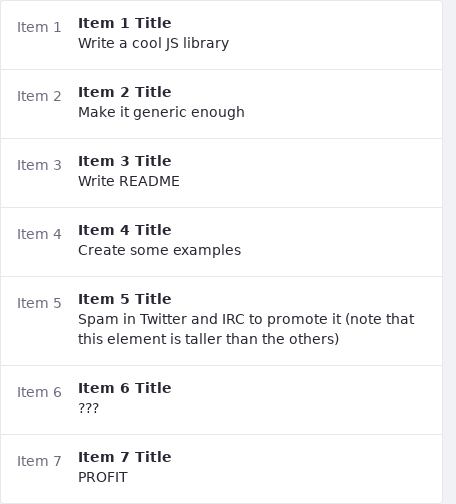 Item 1
Item 1 Title
Write a cool JS library
Item 2
Item 2 Title
Make it generic enough
Item 3
Item 3 Title
Write README
Item 4
Item 4 Title
Create some examples
Item 5
Item 5 Title
Spam in Twitter and IRC to promote it (note that
this element is taller than the others)
Item 6
Item 6 Title
???
Item 7
Item 7 Title
PROFIT